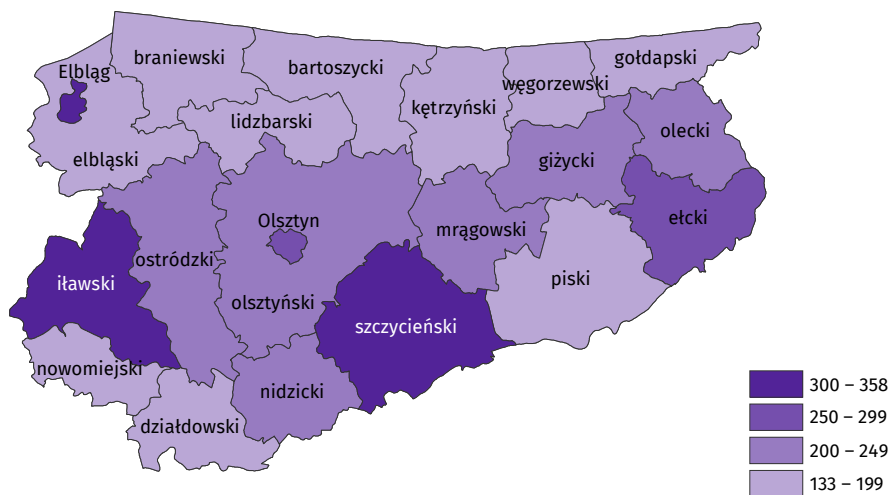 gołdapski
braniewski
bartoszycki
Elbląg
węgorzewski
kętrzyński
lidzbarski
olecki
elbląski
giżycki
Olsztyn
ełcki
mrągowski
ostródzki
iławski
piski
olsztyński
szczycieński
nowomiejski
nidzicki
działdowski
300 – 358
250 – 299
200 – 249
133 – 199